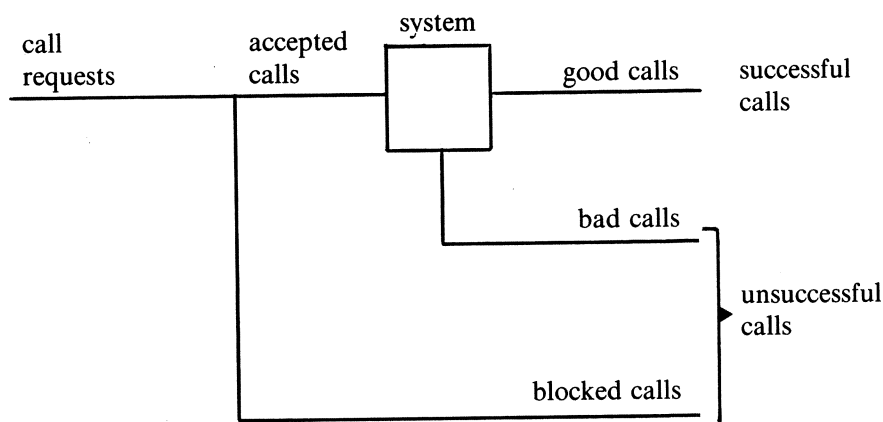 call
requests
accepted
calls
system
good calls
successful
calls
bad calls
unsuccessful
calls
blocked calls